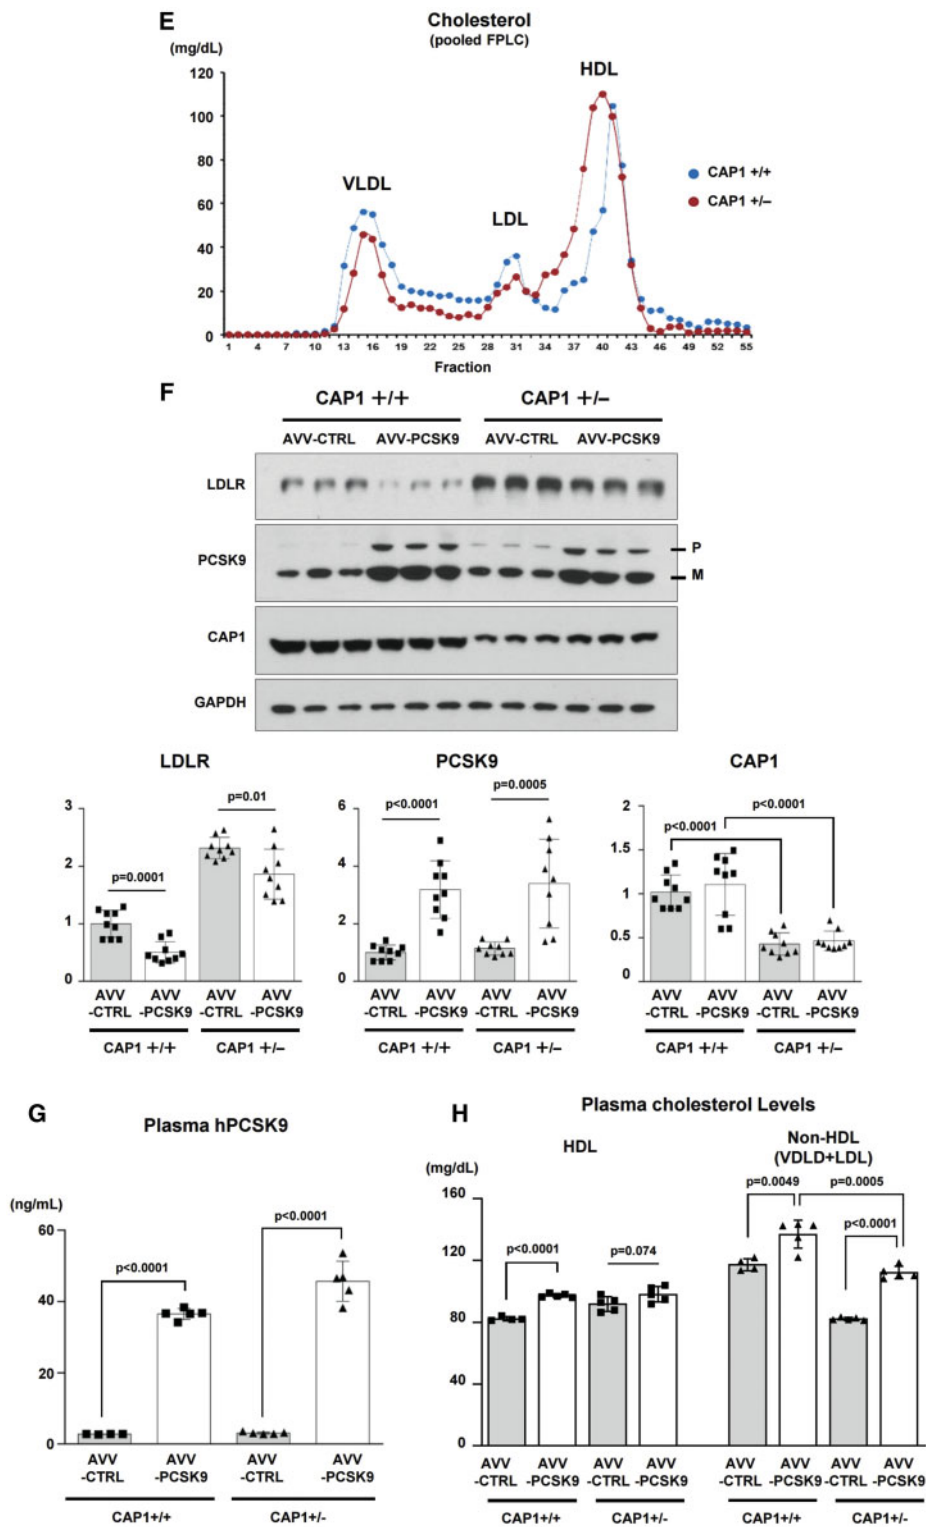 E
Cholesterol
(pooled FPLC)
(mg/dL)
HDL
VLDL
LDL
CAP1 +/+
CAP1 +/–
120
100
80
60
40
20
0
1 4 7 10 13 16 19 22 25 28 31 34 37 40 43 46 49 52 55
Fraction
F
CAP1 +/+ CAP1 +/–
AVV-CTRL AVV-PCSK9 AVV-CTRL AVV-PCSK9
LDLR
PCSK9
P
M
CAP1
GAPDH
LDLR
3
2
1
0
p=0.0001
p=0.01
AVV AVV AVV AVV
-CTRL -PCSK9 -CTRL -PCSK9
CAP1 +/+ CAP1 +/–
PCSK9
6
4
2
0
p<0.0001
p=0.0005
AVV AVV AVV AVV
-CTRL -PCSK9 -CTRL -PCSK9
CAP1 +/+ CAP1 +/–
CAP1
2
1.5
1
0.5
0
p<0.0001
p<0.0001
AVV AVV AVV AVV
-CTRL -PCSK9 -CTRL -PCSK9
CAP1 +/+ CAP1 +/–
G
Plasma hPCSK9
(ng/mL)
60
40
20
0
p<0.0001
p<0.0001
AVV AVV AVV AVV
-CTRL -PCSK9 -CTRL -PCSK9
CAP1+/+ CAP1+/-
H
Plasma cholesterol Levels
HDL
Non-HDL
(VDLD+LDL)
(mg/dL)
160
120
80
40
0
p<0.0001
p=0.074
p=0.0049
p=0.0005
p<0.0001
AVV AVV AVV AVV AVV AVV AVV AVV
-CTRL -PCSK9 -CTRL -PCSK9 -CTRL -PCSK9 -CTRL -PCSK9
CAP1+/+ CAP1+/- CAP1+/+ CAP1+/-